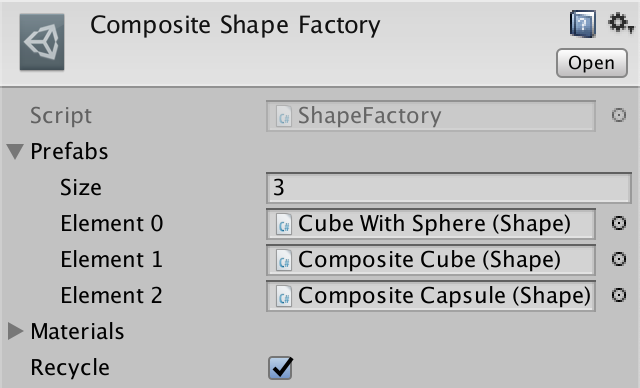 Composite Shape Factory
Open
Script ShapeFactory
Prefabs
Size 3
Element 0 Cube With Sphere (Shape)
Element 1 Composite Cube (Shape)
Element 2 Composite Capsule (Shape)
Materials
Recycle